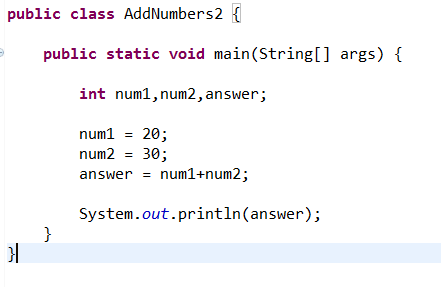 public class AddNumbers2 {
public static void main(String[] args) {
int num1,num2,answer;
num1 = 20;
num2 = 30;
answer = num1+num2;
System.out.println(answer);
}
}